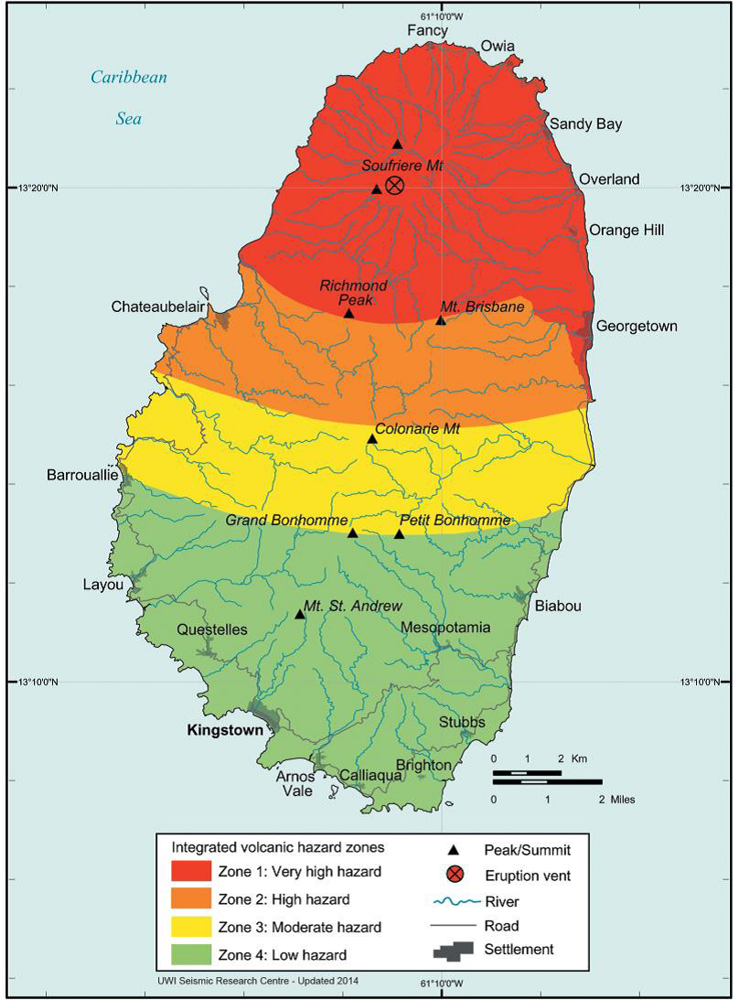 61°10'0"W
Fancy
Owia
Caribbean
Sea
Sandy Bay
Soufriere Mt
Overland
13°20'0"N
13°20'0"N
Orange Hill
Richmond
Peak
Chateaubelair
Mt. Brisbane
Georgetown
Colonarie Mt
Barrouallie
Grand Bonhomme
Petit Bonhomme
Layou
Mt. St. Andrew
Biabou
Questelles
Mesopotamia
13°10'0"N
13°10'0"N
Kingstown
Stubbs
Brighton
Arnos
Vale
Calliaqua
0 1 2 Km
0 1 2 Miles
Integrated volcanic hazard zones
Zone 1: Very high hazard
Zone 2: High hazard
Zone 3: Moderate hazard
Zone 4: Low hazard
Peak/Summit
Eruption vent
River
Road
Settlement
UWI Seismic Research Centre - Updated 2014
61°10'0"W